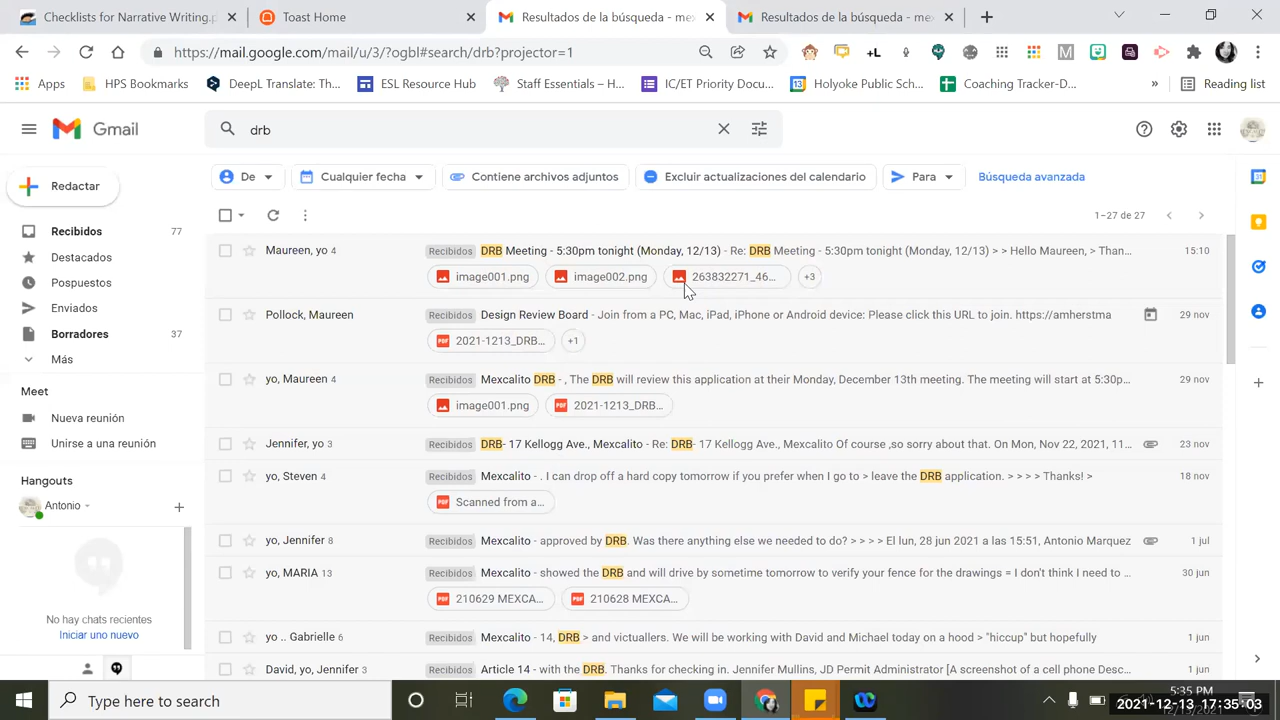 Checklists for Narrative Writing.p
Toast Home
Resultados de la búsqueda - me
Resultados de la búsqueda - mex
https://mail.google.com/mail/u/3/?ogbl#search/drb?projector=1
Apps
HPS Bookmarks
DeepL Translate: Th...
ESL Resource Hub
Staff Essentials – H...
IC/ET Priority Docu...
Holyoke Public Sch...
Coaching Tracker-D...
»
Reading list
Gmail
drb
Redactar
De
Cualquier fecha
Contiene archivos adjuntos
Excluir actualizaciones del calendario
Para
Búsqueda avanzada
1–27 de 27
Recibidos 77
Destacados
Pospuestos
Enviados
Borradores 37
Más
Meet
Nueva reunión
Unirse a una reunión
Hangouts
Antonio
No hay chats recientes
Iniciar uno nuevo
Maureen, yo 4 Recibidos DRB Meeting - 5:30pm tonight (Monday, 12/13) - Re: DRB Meeting - 5:30pm tonight (Monday, 12/13) > > Hello Maureen, > Than... 15:10
image001.png image002.png 263832271_46... +3
Pollock, Maureen Recibidos Design Review Board - Join from a PC, Mac, iPad, iPhone or Android device: Please click this URL to join. https://amherstma 29 nov
2021-1213_DRB... +1
yo, Maureen 4 Recibidos Mexcalito DRB - , The DRB will review this application at their Monday, December 13th meeting. The meeting will start at 5:30p... 29 nov
image001.png 2021-1213_DRB...
Jennifer, yo 3 Recibidos DRB- 17 Kellogg Ave., Mexcalito - Re: DRB- 17 Kellogg Ave., Mexcalito Of course ,so sorry about that. On Mon, Nov 22, 2021, 11:... 23 nov
yo, Steven 4 Recibidos Mexcalito - . I can drop off a hard copy tomorrow if you prefer when I go to > leave the DRB application. > > > > Thanks! > 18 nov
Scanned from a...
yo, Jennifer 8 Recibidos Mexcalito - approved by DRB. Was there anything else we needed to do? > > > > El lun, 28 jun 2021 a las 15:51, Antonio Marquez 1 jul
yo, MARIA 13 Recibidos Mexcalito - showed the DRB and will drive by sometime tomorrow to verify your fence for the drawings = I don't think I need to ... 30 jun
210629 MEXCA... 210628 MEXCA...
yo .. Gabrielle 6 Recibidos Mexcalito - 14, DRB > and victuallers. We will be working with David and Michael today on a hood > "hiccup" but hopefully 1 jun
David, yo, Jennifer 3 Recibidos Article 14 - with the DRB. Thanks for checking in. Jennifer Mullins, JD Permit Administrator [A screenshot of a cell phone Desc... 1 jun
Type here to search
5:35 PM
2021-12-13 17:35:03